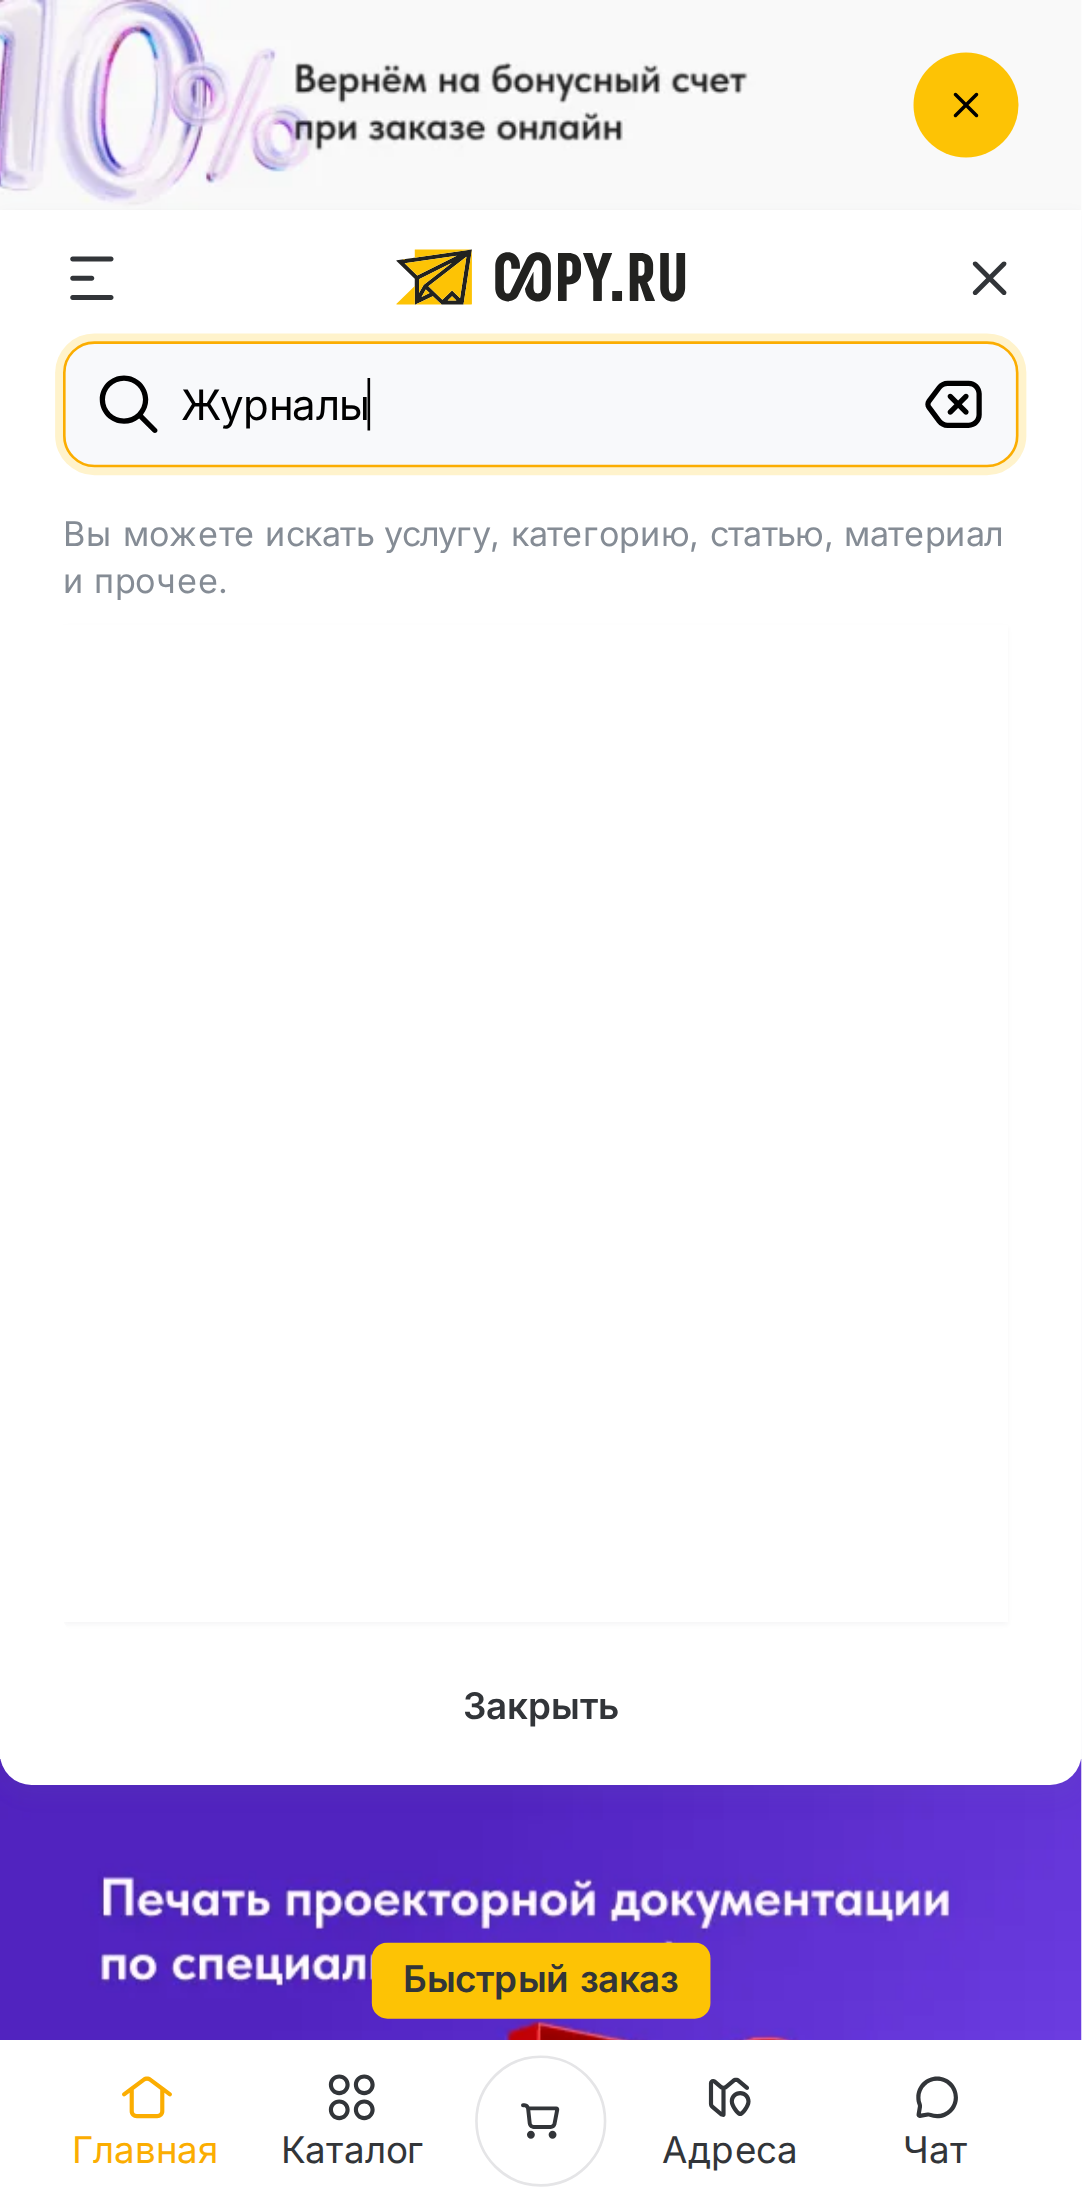 10%
Вернём на бонусный счет
при заказе онлайн
COPY.RU
Журналы
Вы можете искать услугу, категорию, статью, материал
и прочее.
Закрыть
Печать проекторной документации
по специал
Быстрый заказ
Главная
Каталог
Адреса
Чат